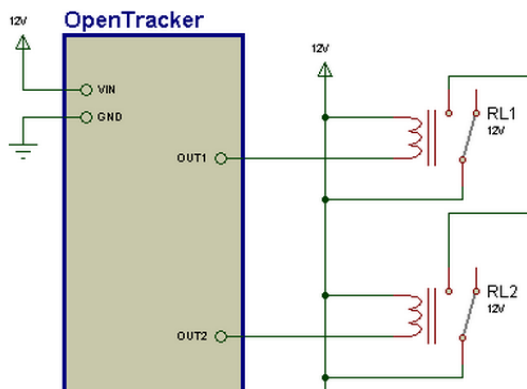 OpenTracker
12V
VIN
GND
OUT1
12V
RL1
12V
OUT2
RL2
12V